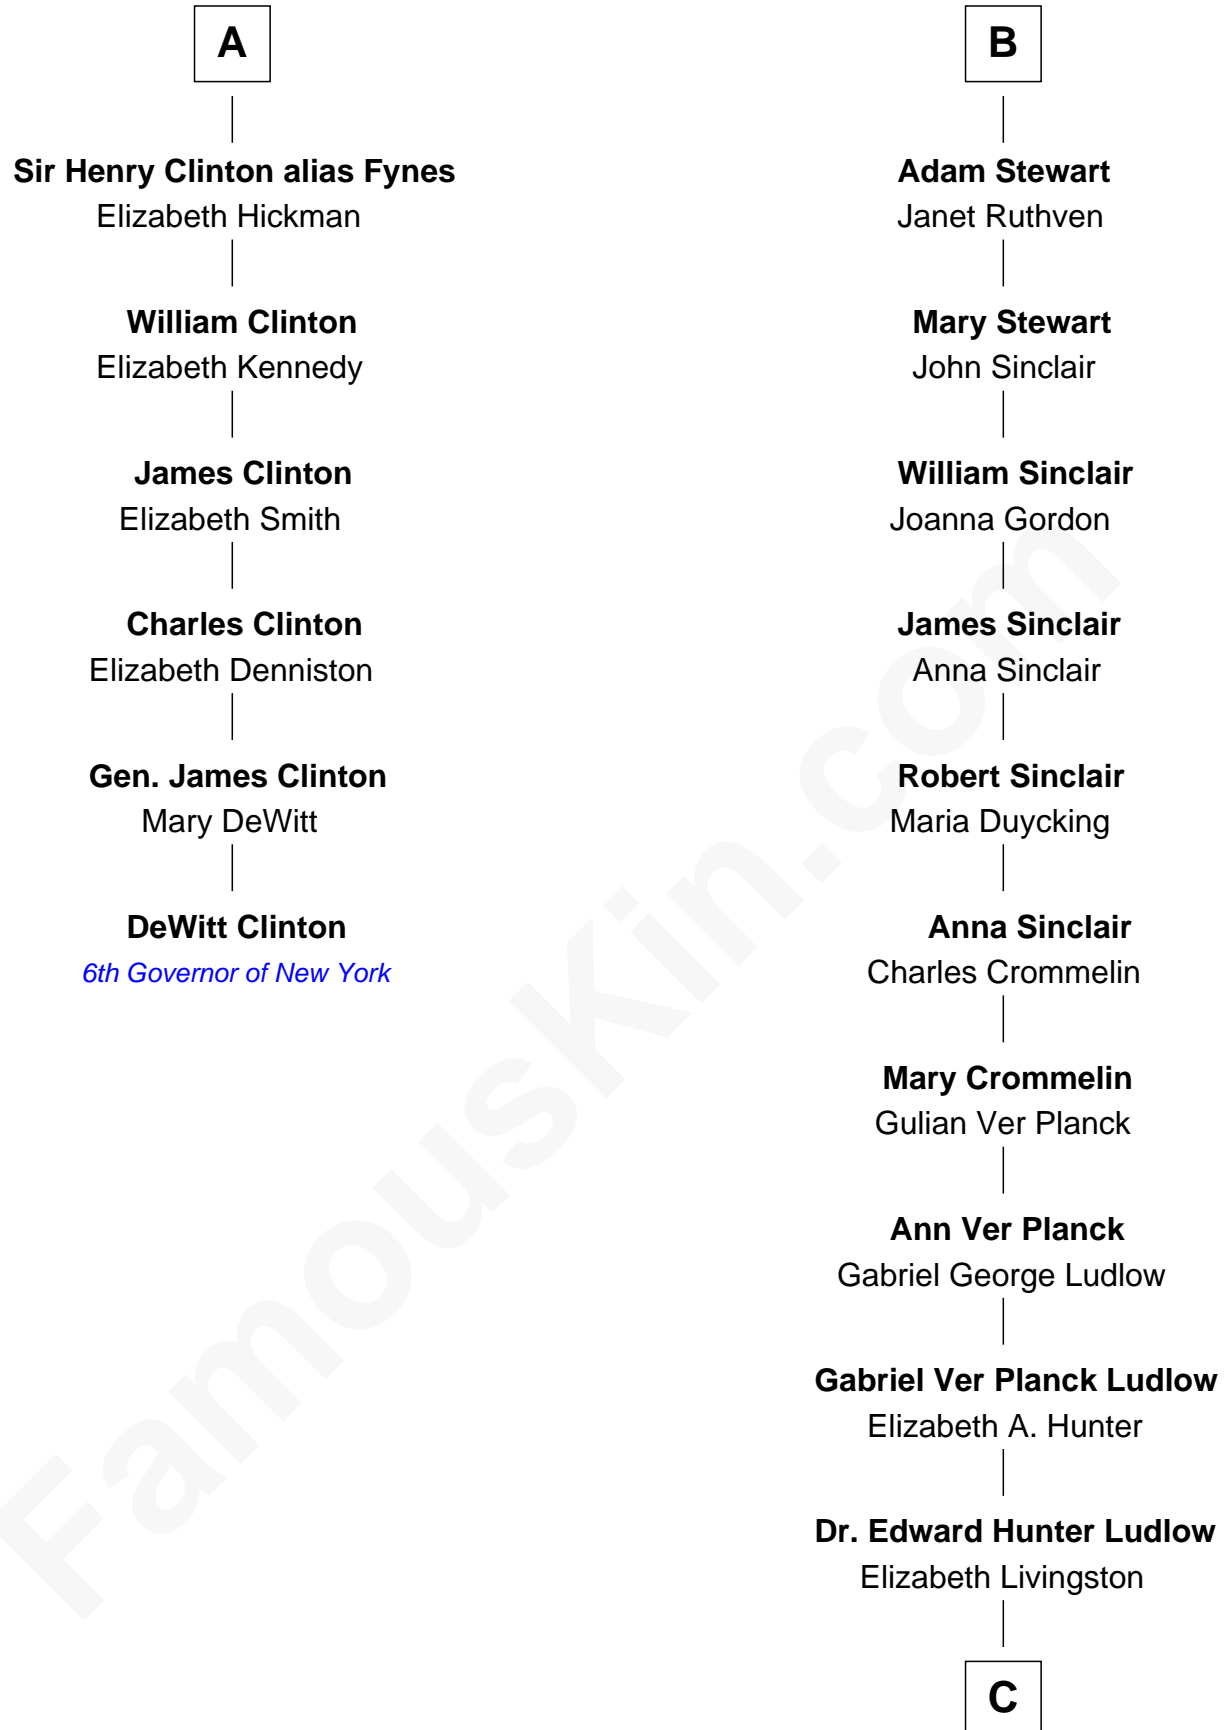 A
Sir Henry Clinton alias Fynes
Elizabeth Hickman
William Clinton
Elizabeth Kennedy
James Clinton
Elizabeth Smith
Charles Clinton
Elizabeth Denniston
Gen. James Clinton
Mary DeWitt
DeWitt Clinton
6th Governor of New York
B
Adam Stewart
Janet Ruthven
Mary Stewart
John Sinclair
William Sinclair
Joanna Gordon
James Sinclair
Anna Sinclair
Robert Sinclair
Maria Duycking
Anna Sinclair
Charles Crommelin
Mary Crommelin
Gulian Ver Planck
Ann Ver Planck
Gabriel George Ludlow
Gabriel Ver Planck Ludlow
Elizabeth A. Hunter
Dr. Edward Hunter Ludlow
Elizabeth Livingston
C
FamousKin.com